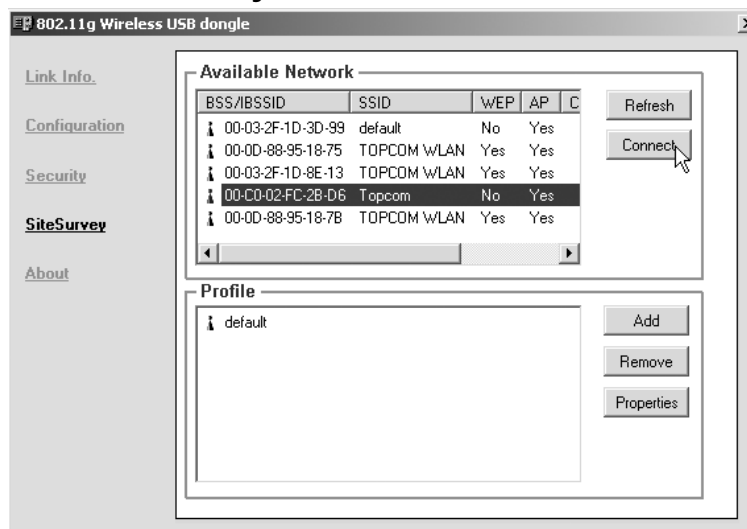 802.11g Wireless USB dongle
Link Info.
Configuration
Security
SiteSurvey
About
Available Network
BSS/IBSSID SSID WEP AP C
00-03-2F-1D-3D-99 default No Yes
00-0D-88-95-18-75 TOPCOM WLAN Yes Yes
00-03-2F-1D-8E-13 TOPCOM WLAN Yes Yes
00-C0-02-FC-2B-D6 Topcom No Yes
00-0D-88-95-18-7B TOPCOM WLAN Yes Yes
Refresh
Connect
Profile
default
Add
Remove
Properties